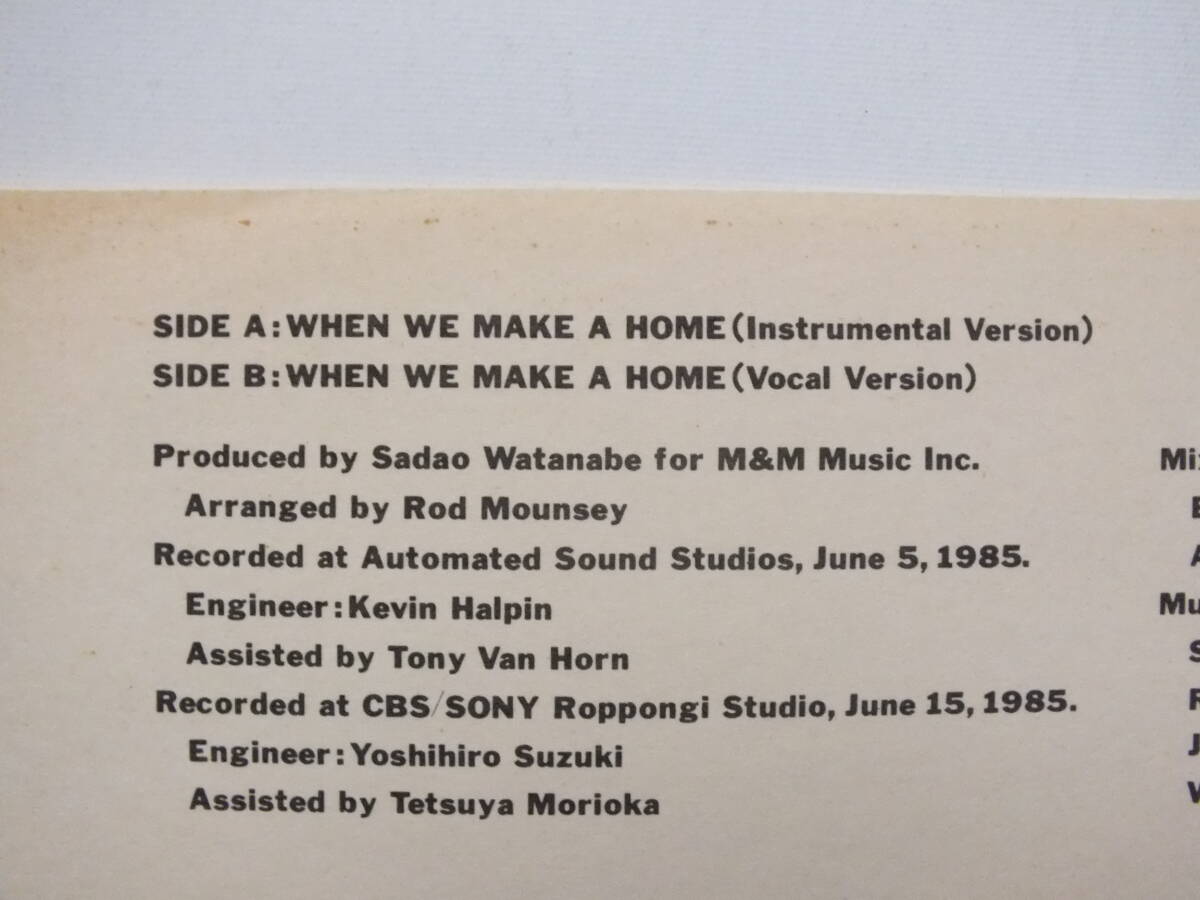 SIDE A:WHEN WE MAKE A HOME(Instrumental Version)
SIDE B:WHEN WE MAKE A HOME(Vocal Version)
Produced by Sadao Watanabe for M&M Music Inc.
Arranged by Rod Mounsey
Recorded at Automated Sound Studios, June 5, 1985.
Engineer:Kevin Halpin
Assisted by Tony Van Horn
Recorded at CBS/SONY Roppongi Studio, June 15, 1985.
Engineer:Yoshihiro Suzuki
Assisted by Tetsuya Morioka